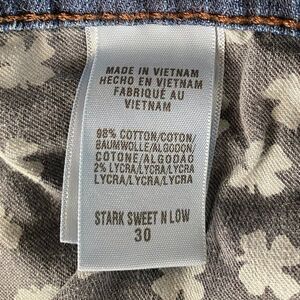 MADE IN VIETNAM
HECHO EN VIETNAM
FABRIQUÉ AU
VIETNAM
98% COTTON/COTON/
BAUMWOLLE/ALGODON/
COTONE/ALGODAO
2% LYCRA/LYCRA/LYCRA
LYCRA/LYCRA/LYCRA
STARK SWEET N LOW
30